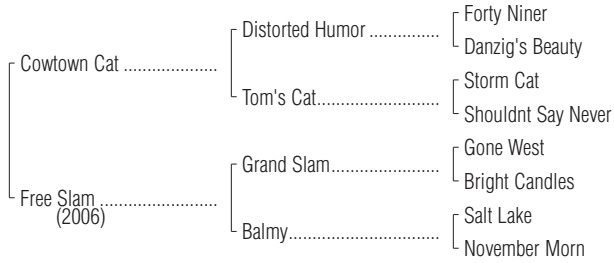 Forty Niner
Distorted Humor ...............
Danzig's Beauty
Cowtown Cat ....................
Storm Cat
Tom's Cat..........................
Shouldnt Say Never
Gone West
Grand Slam.......................
Bright Candles
Free Slam .........................
(2006)
Salt Lake
Balmy................................
November Morn